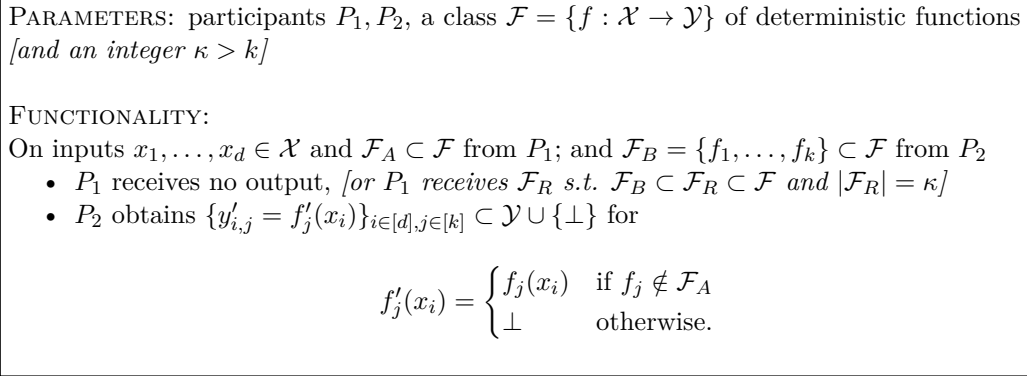 PARAMETERS: participants P₁, P₂, a class 𝓕 = {f : 𝒳 → 𝒴} of deterministic functions
[and an integer κ > k]
FUNCTIONALITY:
On inputs x₁, . . . , x_d ∈ 𝒳 and 𝓕_A ⊂ 𝓕 from P₁; and 𝓕_B = {f₁, . . . , f_k} ⊂ 𝓕 from P₂
• P₁ receives no output, [or P₁ receives 𝓕_R s.t. 𝓕_B ⊂ 𝓕_R ⊂ 𝓕 and |𝓕_R| = κ]
• P₂ obtains {y′_{i,j} = f′_j(x_i)}_{i∈[d],j∈[k]} ⊂ 𝒴 ∪ {⊥} for
f′_j(x_i) = { f_j(x_i) if f_j ∉ 𝓕_A
⊥ otherwise.